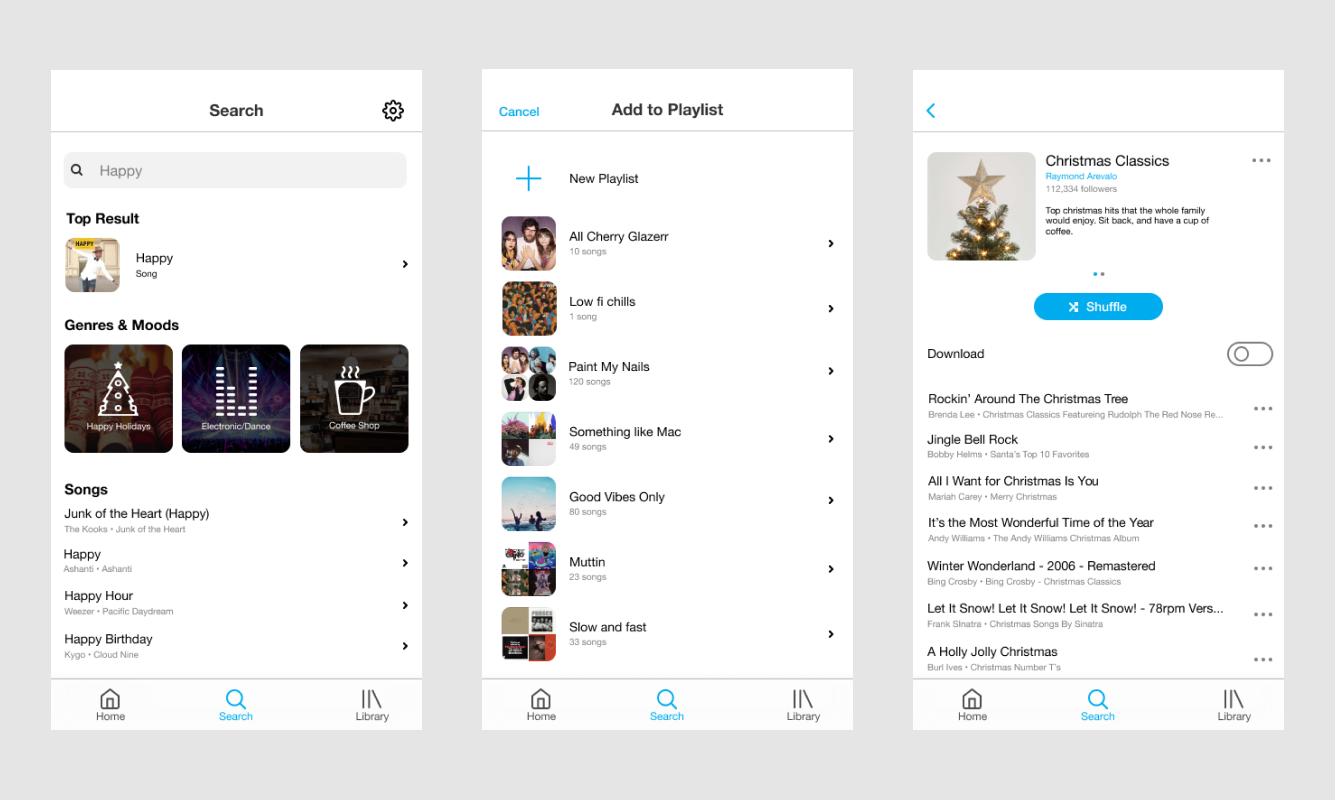 Search
Happy
Top Result
HAPPY
Happy
Song
Genres & Moods
Happy Holidays
Electronic/Dance
Coffee Shop
Songs
Junk of the Heart (Happy)
The Kooks • Junk of the Heart
Happy
Ashanti • Ashanti
Happy Hour
Weezer • Pacific Daydream
Happy Birthday
Kygo • Cloud Nine
Home
Search
Library
Cancel
Add to Playlist
New Playlist
All Cherry Glazerr
10 songs
Low fi chills
1 song
Paint My Nails
120 songs
Something like Mac
49 songs
Good Vibes Only
80 songs
Muttin
23 songs
Slow and fast
33 songs
Home
Search
Library
Christmas Classics
Raymond Arevalo
112,334 followers
Top christmas hits that the whole family
would enjoy. Sit back, and have a cup of
coffee.
Shuffle
Download
Rockin’ Around The Christmas Tree
Brenda Lee • Christmas Classics Featureing Rudolph The Red Nose Re...
Jingle Bell Rock
Bobby Helms • Santa’s Top 10 Favorites
All I Want for Christmas Is You
Mariah Carey • Merry Christmas
It’s the Most Wonderful Time of the Year
Andy Williams • The Andy Williams Christmas Album
Winter Wonderland - 2006 - Remastered
Bing Crosby • Bing Crosby - Christmas Classics
Let It Snow! Let It Snow! Let It Snow! - 78rpm Vers...
Frank SInatra • Christmas Songs By Sinatra
A Holly Jolly Christmas
Burl Ives • Christmas Number 1’s
Home
Search
Library